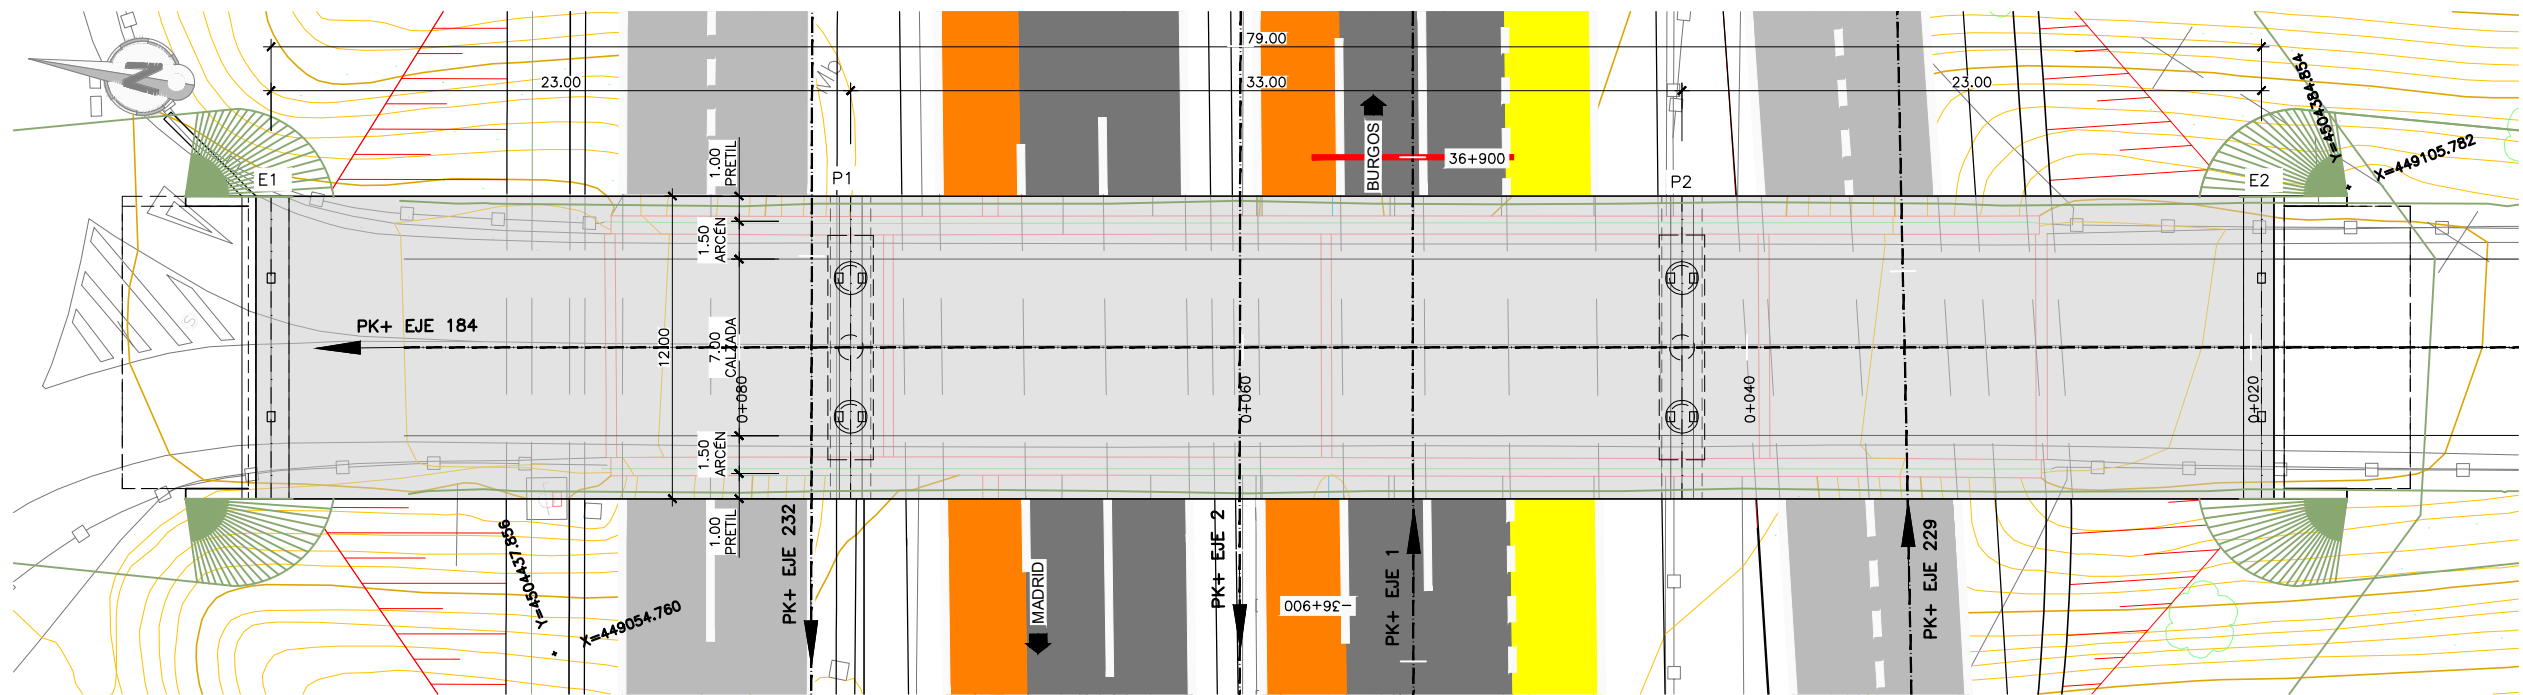 79.00
23.00
33.00
23.00
N
Mb
Y=4504384.854
X=449105.782
BURGOS
36+900
1.00
PRETIL
E1
P1
P2
E2
1.50
ARCÉN
PK+ EJE 184
12.00
7.00
CALZADA
0+080
0+060
0+040
0+020
S
1.50
ARCÉN
1.00
PRETIL
PK+ EJE 232
PK+ EJE 2
PK+ EJE 1
PK+ EJE 229
Y=4504437.856
X=449054.760
MADRID
-36+900